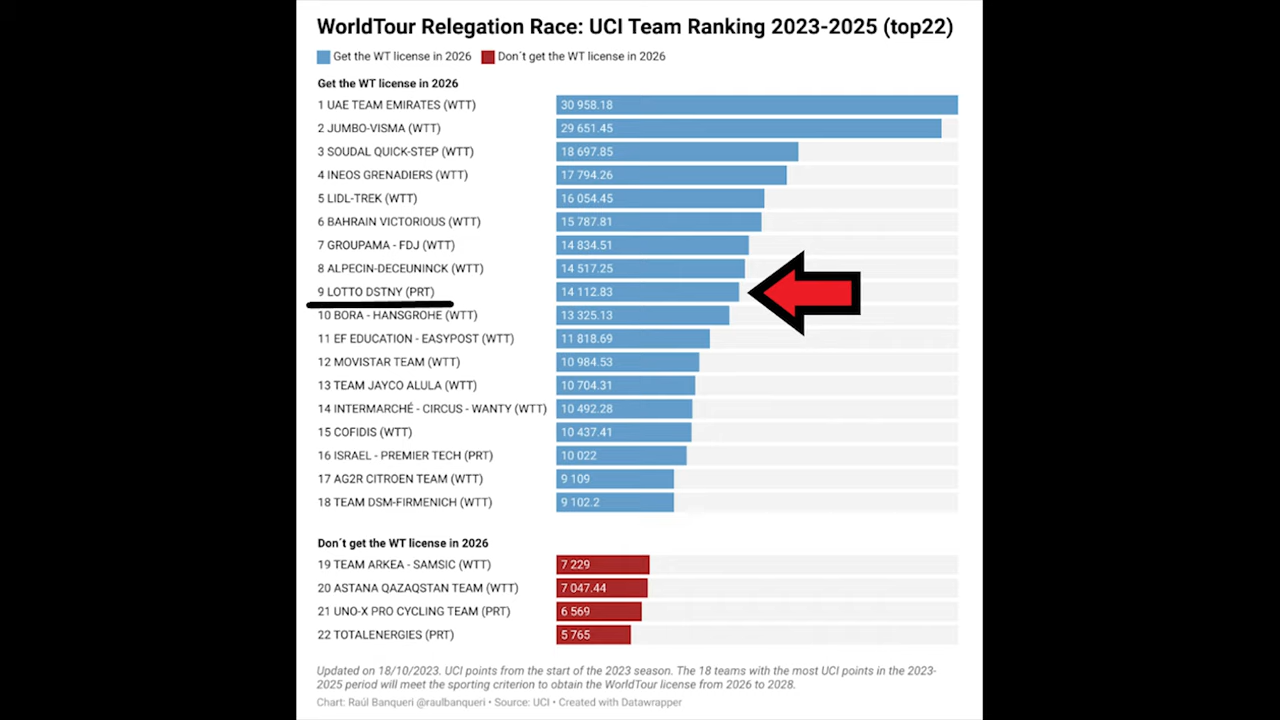 WorldTour Relegation Race: UCI Team Ranking 2023-2025 (top22)
Get the WT license in 2026 Don´t get the WT license in 2026
Get the WT license in 2026
1 UAE TEAM EMIRATES (WTT) 30 958.18
2 JUMBO-VISMA (WTT) 29 651.45
3 SOUDAL QUICK-STEP (WTT) 18 697.85
4 INEOS GRENADIERS (WTT) 17 794.26
5 LIDL-TREK (WTT) 16 054.45
6 BAHRAIN VICTORIOUS (WTT) 15 787.81
7 GROUPAMA - FDJ (WTT) 14 834.51
8 ALPECIN-DECEUNINCK (WTT) 14 517.25
9 LOTTO DSTNY (PRT) 14 112.83
10 BORA - HANSGROHE (WTT) 13 325.13
11 EF EDUCATION - EASYPOST (WTT) 11 818.69
12 MOVISTAR TEAM (WTT) 10 984.53
13 TEAM JAYCO ALULA (WTT) 10 704.31
14 INTERMARCHÉ - CIRCUS - WANTY (WTT) 10 492.28
15 COFIDIS (WTT) 10 437.41
16 ISRAEL - PREMIER TECH (PRT) 10 022
17 AG2R CITROEN TEAM (WTT) 9 109
18 TEAM DSM-FIRMENICH (WTT) 9 102.2
Don´t get the WT license in 2026
19 TEAM ARKEA - SAMSIC (WTT) 7 229
20 ASTANA QAZAQSTAN TEAM (WTT) 7 047.44
21 UNO-X PRO CYCLING TEAM (PRT) 6 569
22 TOTALENERGIES (PRT) 5 765
Updated on 18/10/2023. UCI points from the start of the 2023 season. The 18 teams with the most UCI points in the 2023-
2025 period will meet the sporting criterion to obtain the WorldTour license from 2026 to 2028.
Chart: Raúl Banqueri @raulbanqueri • Source: UCI • Created with Datawrapper